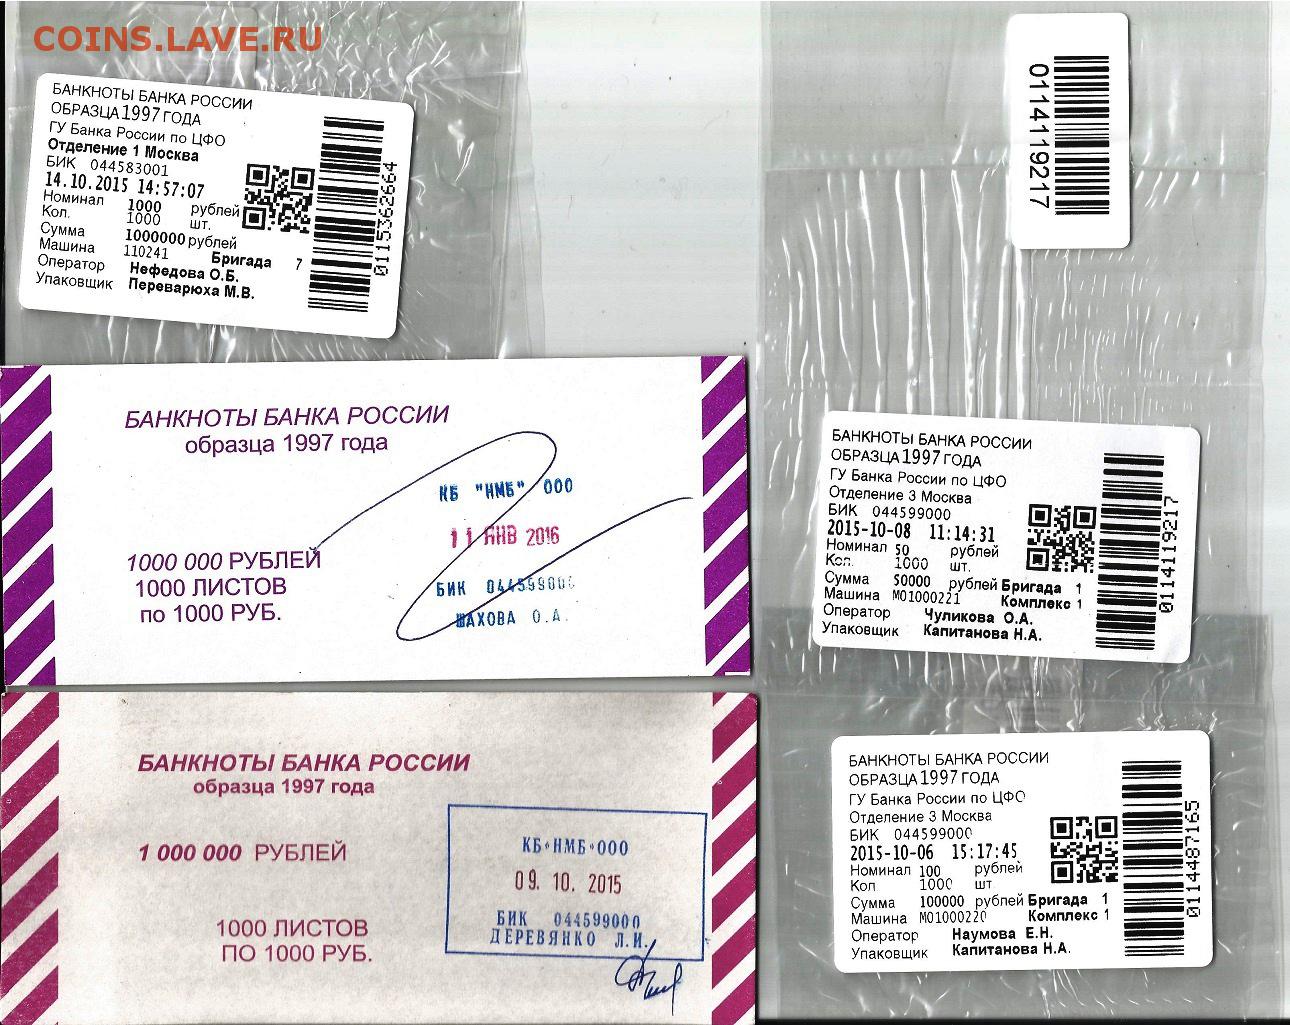 COINS.LAVE.RU
БАНКНОТЫ БАНКА РОССИИ
ОБРАЗЦА 1997 ГОДА
ГУ Банка России по ЦФО
Отделение 1 Москва
БИК 044583001
14.10.2015 14:57:07
Номинал 1000 рублей
Кол. 1000 шт.
Сумма 1000000 рублей
Машина 110241 Бригада 7
Оператор Нефедова О.Б.
Упаковщик Переварюха М.В.
0115362664
0114119217
БАНКНОТЫ БАНКА РОССИИ
образца 1997 года
КБ "НМБ" ООО
11 ЯНВ 2016
1000 000 РУБЛЕЙ
1000 ЛИСТОВ
по 1000 РУБ.
БИК 044599000
ШАХОВА О.А.
БАНКНОТЫ БАНКА РОССИИ
ОБРАЗЦА 1997 ГОДА
ГУ Банка России по ЦФО
Отделение 3 Москва
БИК 044599000
2015-10-08 11:14:31
Номинал 50 рублей
Кол. 1000 шт.
Сумма 50000 рублей Бригада 1
Машина М01000221 Комплекс 1
Оператор Чуликова О.А.
Упаковщик Капитанова Н.А.
0114119217
БАНКНОТЫ БАНКА РОССИИ
образца 1997 года
1 000 000 РУБЛЕЙ
1000 ЛИСТОВ
ПО 1000 РУБ.
КБ"НМБ"ООО
09. 10. 2015
БИК 044599000
ДЕРЕВЯНКО Л.И.
БАНКНОТЫ БАНКА РОССИИ
ОБРАЗЦА 1997 ГОДА
ГУ Банка России по ЦФО
Отделение 3 Москва
БИК 044599000
2015-10-06 15:17:45
Номинал 100 рублей
Кол 1000 шт
Сумма 100000 рублей Бригада 1
Машина М01000220 Комплекс 1
Оператор Наумова Е.Н.
Упаковщик Капитанова Н.А.
0114487165